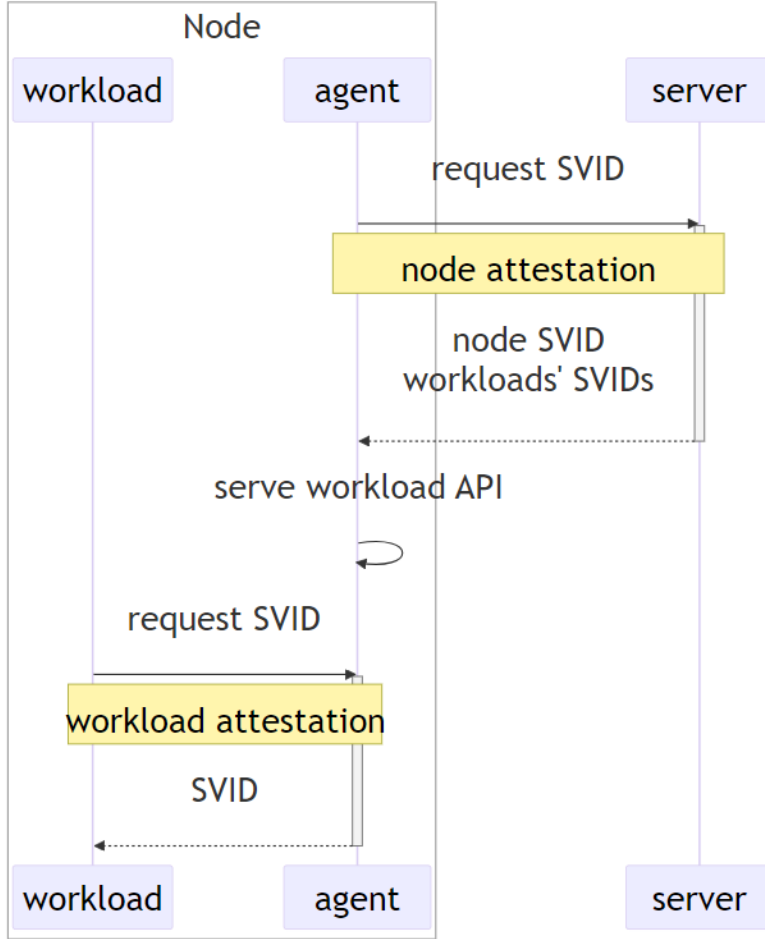 Node
workload
agent
server
request SVID
node attestation
node SVID
workloads' SVIDs
serve workload API
request SVID
workload attestation
SVID
workload
agent
server